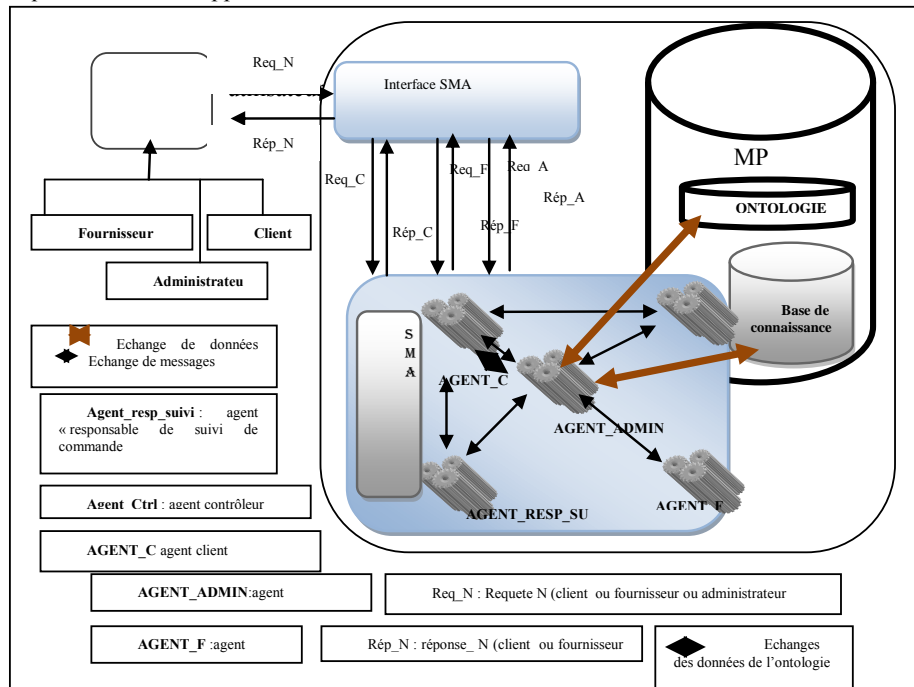 Req_N
Interface SMA
Rép_N
Req_C
Req_F
Req_A
Rép_A
Rép_C
Rép_F
MP
ONTOLOGIE
Base de
connaissance
Fournisseur
Client
Administrateu
Echange de données
Echange de messages
Agent_resp_suivi : agent
« responsable de suivi de
commande
Agent_Ctrl : agent contrôleur
AGENT_C agent client
AGENT_ADMIN:agent
AGENT_F :agent
S
M
A
AGENT_C
AGENT_ADMIN
AGENT_RESP_SU
AGENT_F
Req_N : Requete N (client ou fournisseur ou administrateur
Rép_N : réponse_ N (client ou fournisseur
Echanges
des données de l'ontologie